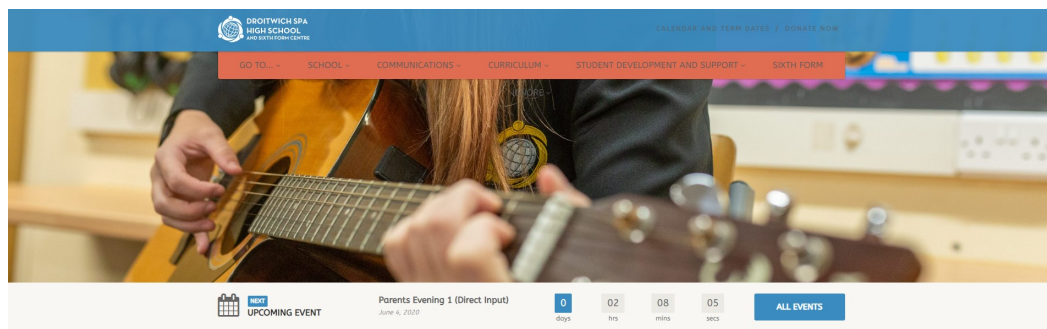 DROITWICH SPA
HIGH SCHOOL
AND SIXTH FORM CENTRE
CALENDAR AND TERM DATES / DONATE NOW
GO TO... SCHOOL COMMUNICATIONS CURRICULUM STUDENT DEVELOPMENT AND SUPPORT SIXTH FORM
MORE
NEXT
UPCOMING EVENT
Parents Evening 1 (Direct Input)
June 4, 2020
0 02 08 05
days hrs mins secs
ALL EVENTS